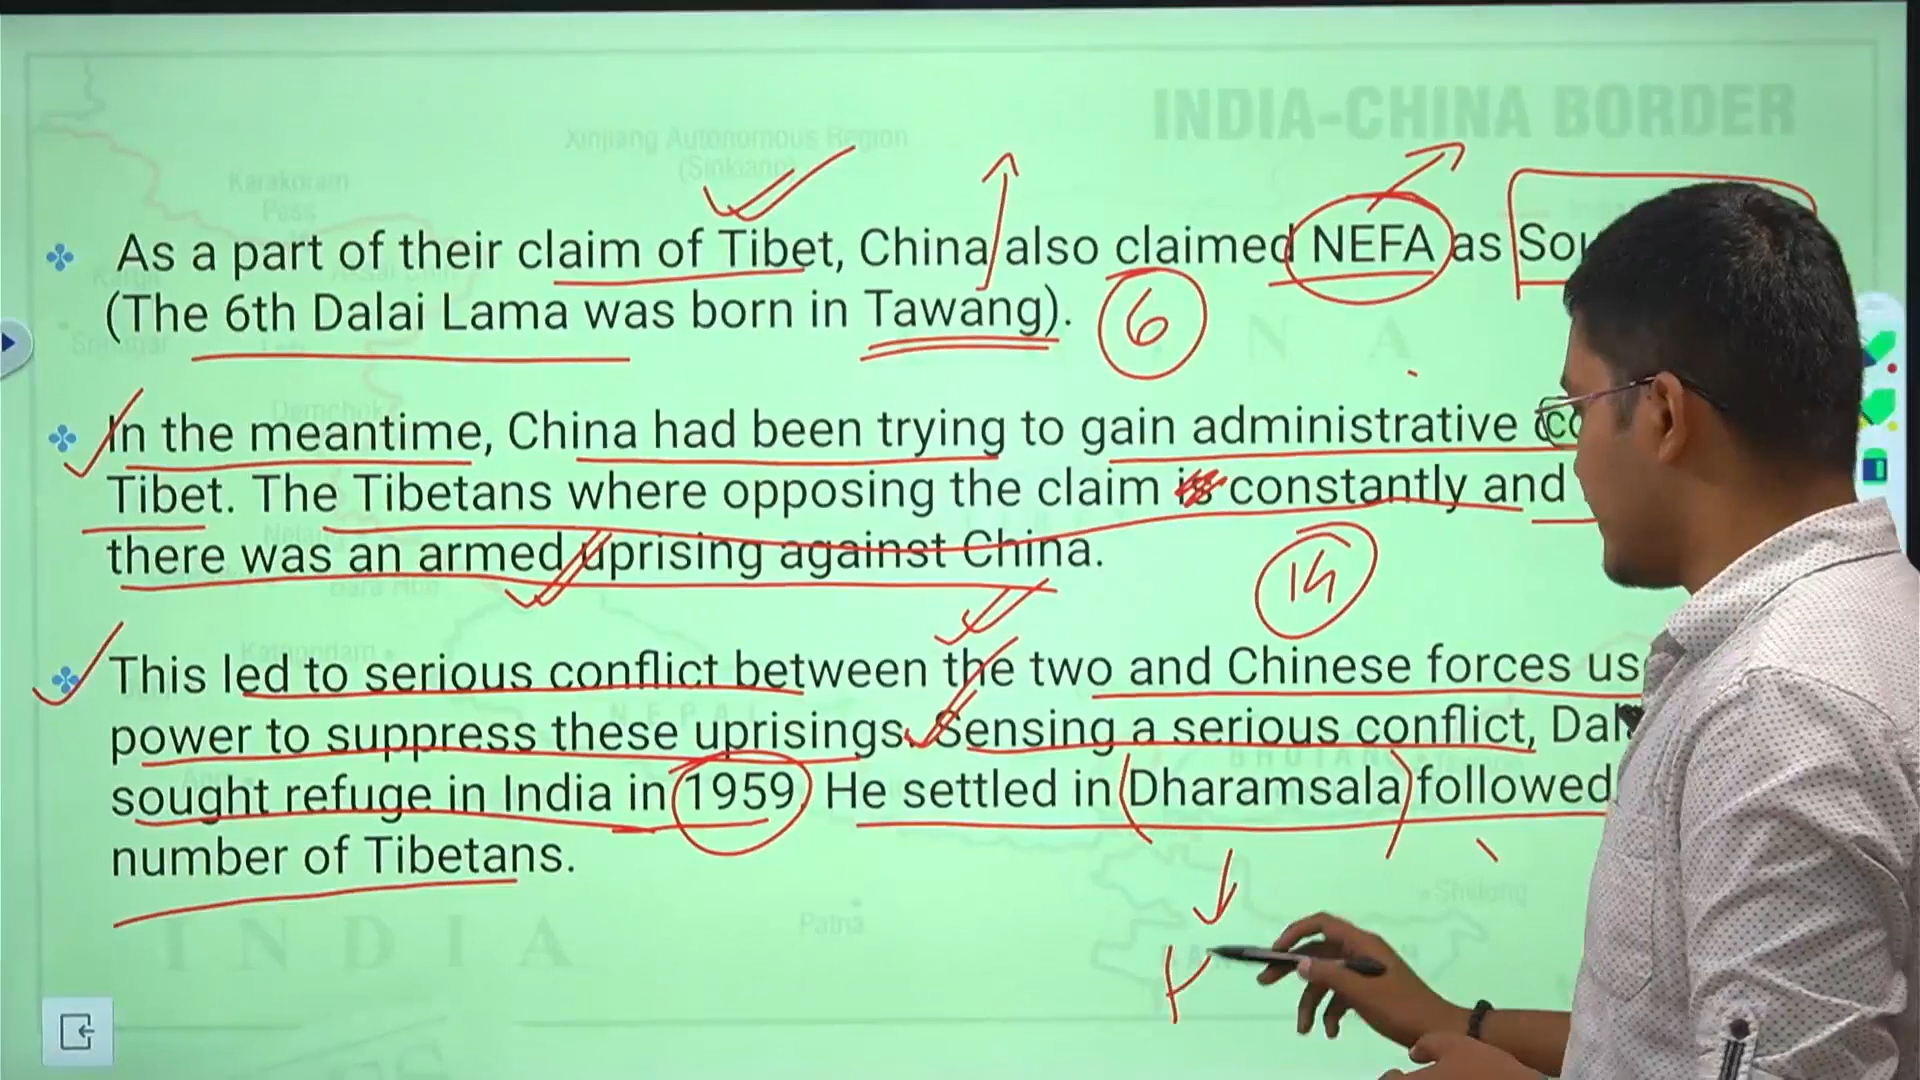 INDIA-CHINA BORDER
Xinjiang Autonomous Region
(Sinkiang)
Karakoram
Pass
As a part of their claim of Tibet, China also claimed NEFA as
(The 6th Dalai Lama was born in Tawang).
6
N A
Demchok
In the meantime, China had been trying to gain administrative
Tibet. The Tibetans where opposing the claim is constantly and
there was an armed uprising against China.
14
This led to serious conflict between the two and Chinese forces
power to suppress these uprisings. Sensing a serious conflict,
NEPAL
BHUTAN
sought refuge in India in 1959. He settled in Dharamsala followed
number of Tibetans.
Shillong
Patna
INDIA